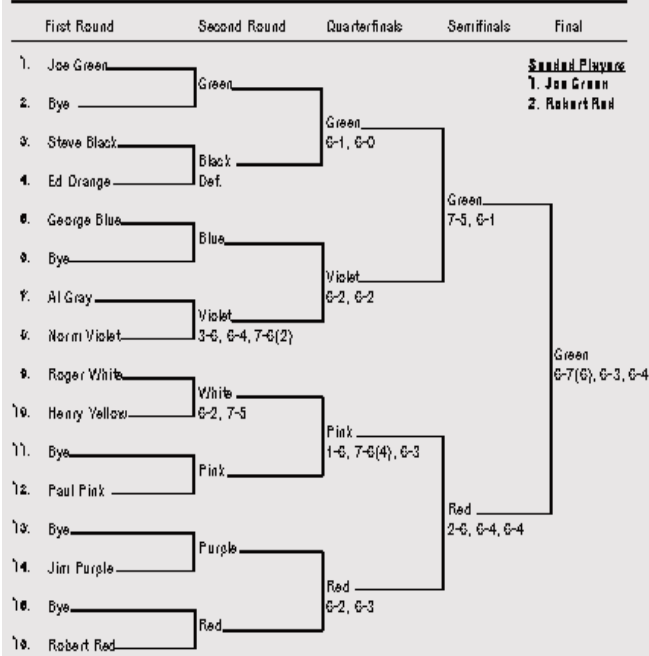 First Round Second Round Quarterfinals Semifinals Final
Seeded Players
1. Joe Green
2. Robert Red
1. Joe Green
2. Bye
Green
3. Steve Black
4. Ed Orange
Black
Def.
Green
6-1, 6-0
George Blue
Bye
Blue
Al Gray
Norm Violet
Violet
3-6, 6-4, 7-6(2)
Violet
6-2, 6-2
Green
7-5, 6-1
9. Roger White
10. Henry Yellow
White
6-2, 7-5
11. Bye
12. Paul Pink
Pink
Pink
1-6, 7-6(4), 6-3
13. Bye
14. Jim Purple
Purple
Bye
Robert Red
Red
Red
6-2, 6-3
Red
2-6, 6-4, 6-4
Green
6-7(6), 6-3, 6-4